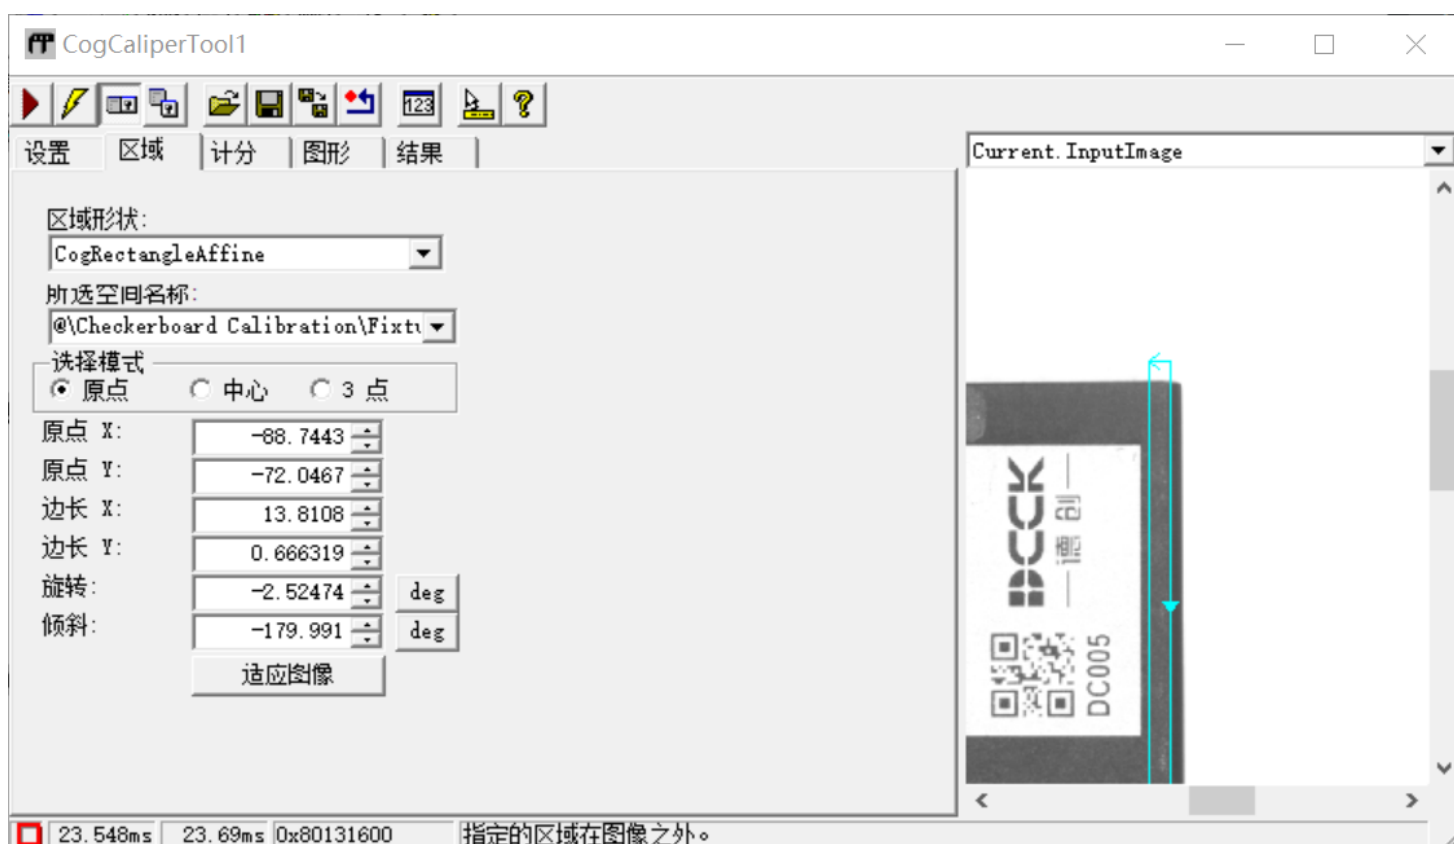 CogCaliperTool1
123
设置 区域 计分 图形 结果
Current.InputImage
区域形状:
CogRectangleAffine
所选空间名称:
@\Checkerboard Calibration\Fixtu
选择模式
原点 中心 3 点
原点 X: -88.7443
原点 Y: -72.0467
边长 X: 13.8108
边长 Y: 0.666319
旋转: -2.52474 deg
倾斜: -179.991 deg
适应图像
DCCK
德创
DC005
23.548ms 23.69ms 0x80131600 指定的区域在图像之外。